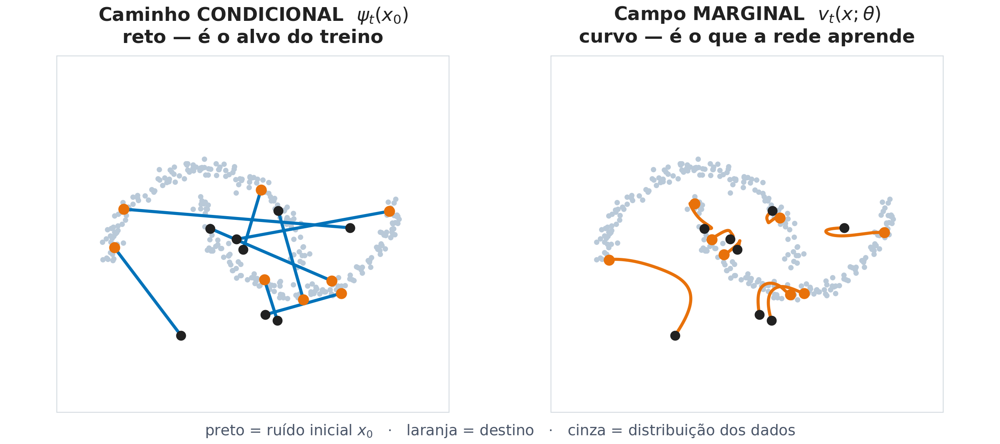 Caminho CONDICIONAL ψₜ(x₀)
reto — é o alvo do treino
Campo MARGINAL vₜ(x; θ)
curvo — é o que a rede aprende
preto = ruído inicial x₀ · laranja = destino · cinza = distribuição dos dados